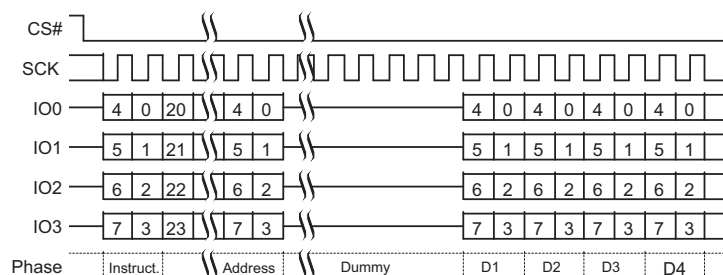 CS#
SCK
IO0 4 0 20 4 0 4 0 4 0 4 0 4 0
IO1 5 1 21 5 1 5 1 5 1 5 1 5 1
IO2 6 2 22 6 2 6 2 6 2 6 2 6 2
IO3 7 3 23 7 3 7 3 7 3 7 3 7 3
Phase Instruct. Address Dummy D1 D2 D3 D4